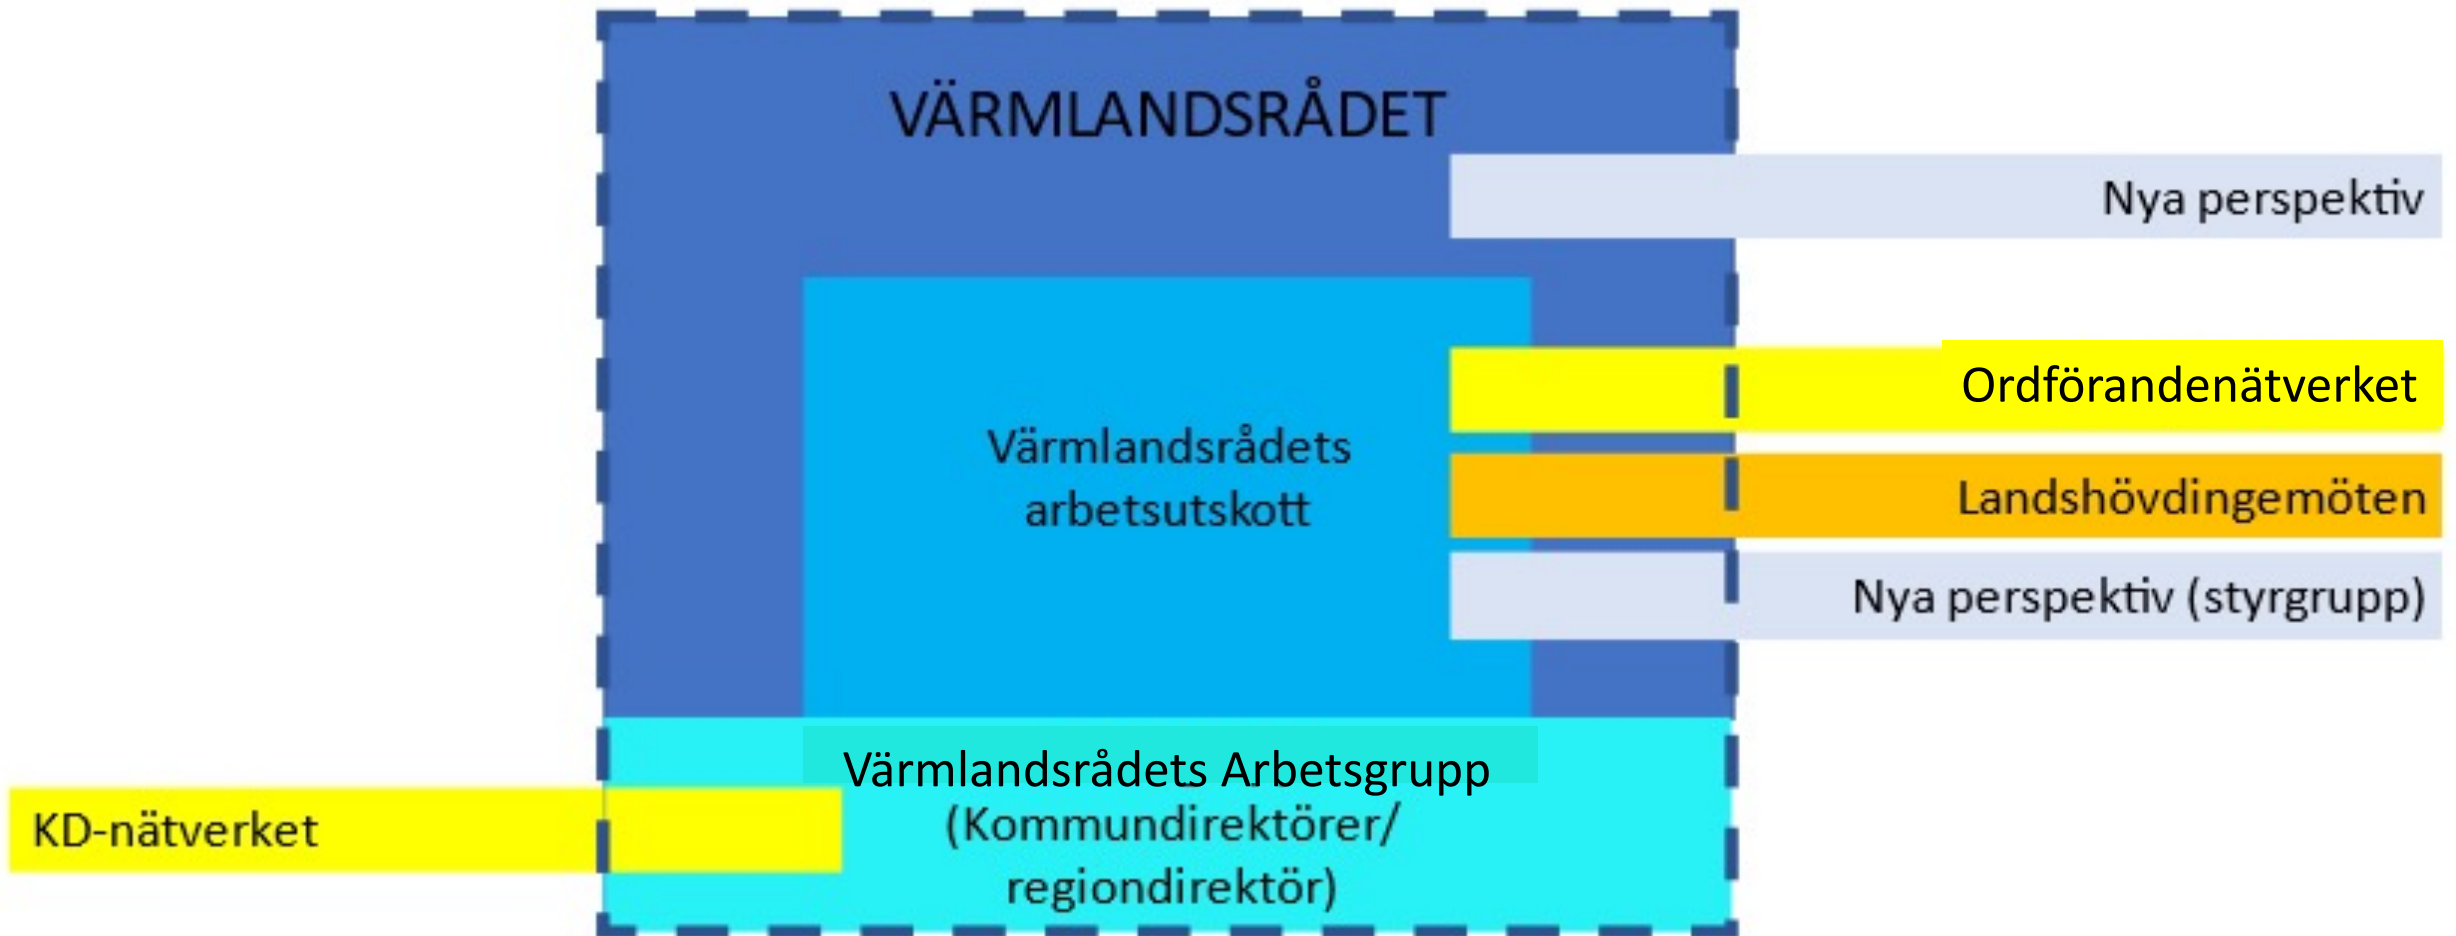 VÄRMLANDSRÅDET
Nya perspektiv
Ordförandenätverket
Värmlandsrådets
arbetsutskott
Landshövdingemöten
Nya perspektiv (styrgrupp)
Värmlandsrådets Arbetsgrupp
(Kommundirektörer/
regiondirektör)
KD-nätverket